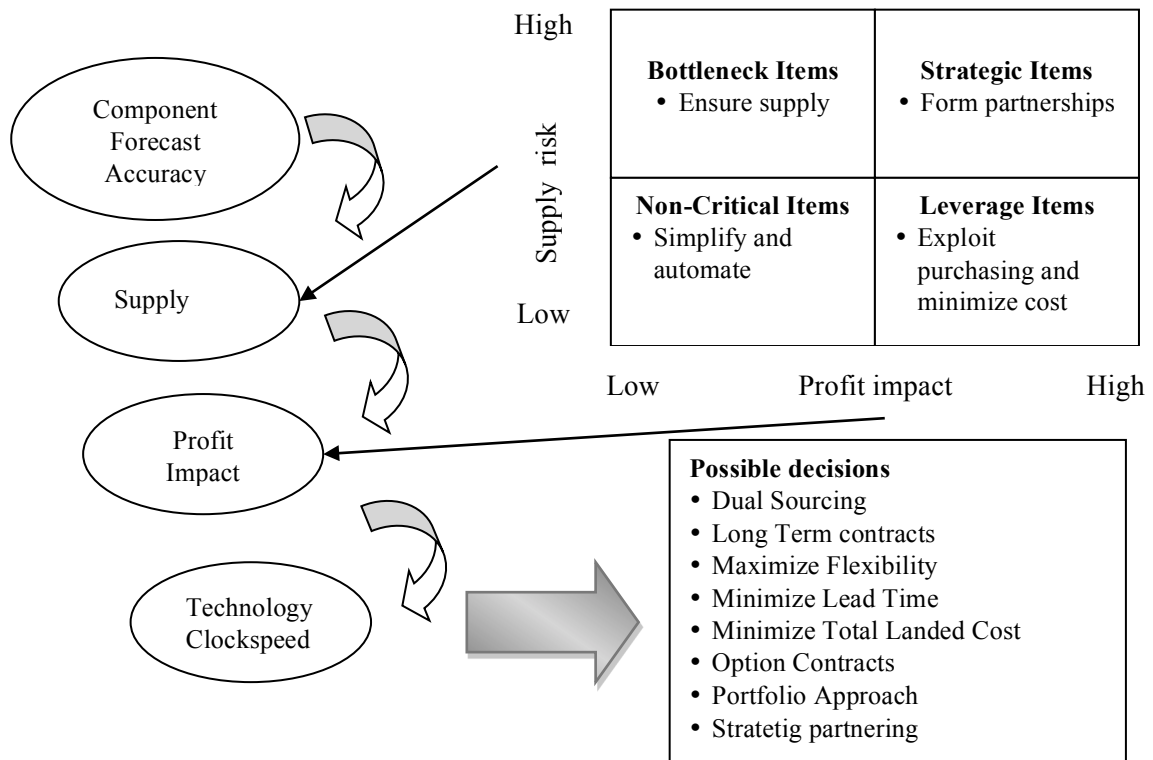 Component
Forecast
Accuracy
Supply
Profit
Impact
Technology
Clockspeed
High
Supply risk
Low
Bottleneck Items
• Ensure supply
Strategic Items
• Form partnerships
Non-Critical Items
• Simplify and
automate
Leverage Items
• Exploit
purchasing and
minimize cost
Low
Profit impact
High
Possible decisions
• Dual Sourcing
• Long Term contracts
• Maximize Flexibility
• Minimize Lead Time
• Minimize Total Landed Cost
• Option Contracts
• Portfolio Approach
• Stratetig partnering